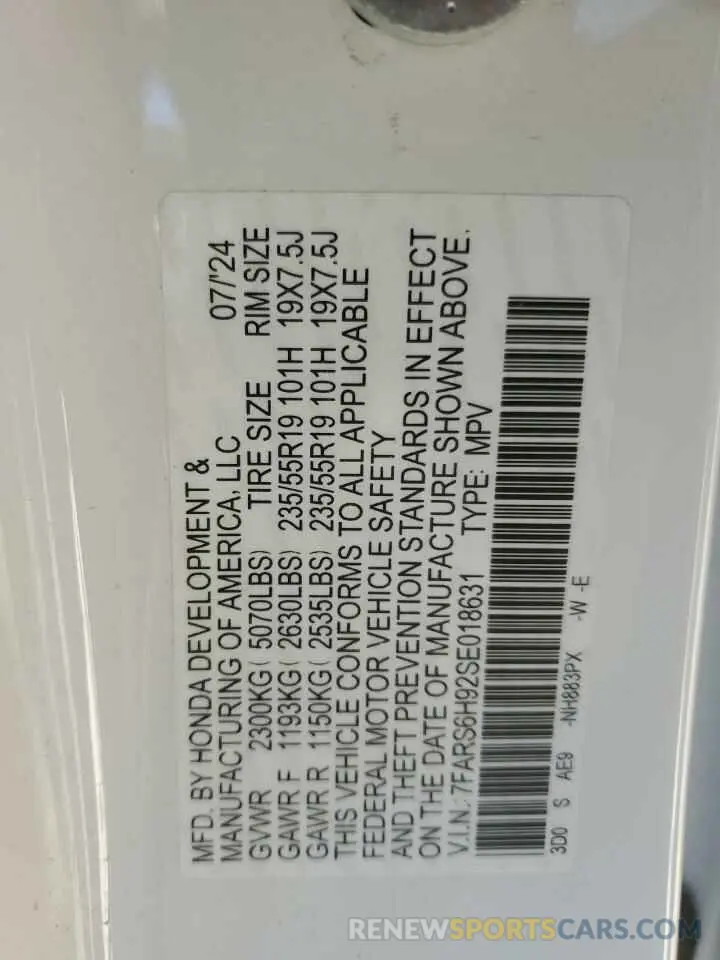 MFD. BY HONDA DEVELOPMENT &
MANUFACTURING OF AMERICA, LLC 07/'24
GVWR 2300KG( 5070LBS) TIRE SIZE RIM SIZE
GAWR F 1193KG( 2630LBS) 235/55R19 101H 19X7.5J
GAWR R 1150KG( 2535LBS) 235/55R19 101H 19X7.5J
THIS VEHICLE CONFORMS TO ALL APPLICABLE
FEDERAL MOTOR VEHICLE SAFETY
AND THEFT PREVENTION STANDARDS IN EFFECT
ON THE DATE OF MANUFACTURE SHOWN ABOVE.
V.I.N.: 7FARS6H92SE018631 TYPE: MPV
3D0 S AE9 -NH883PX -W -E
RENEWSPORTSCARS.COM